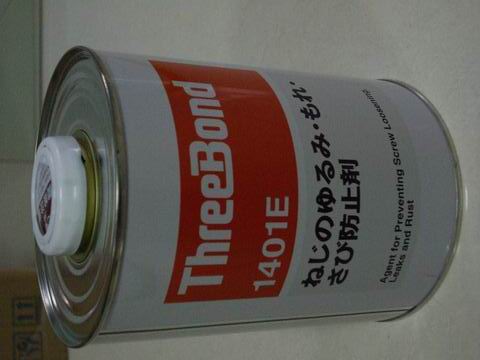 ThreeBond
1401E
ねじのゆるみ・もれ・
さび防止剤
Agent for Preventing Screw Loosening
Leaks and Rust